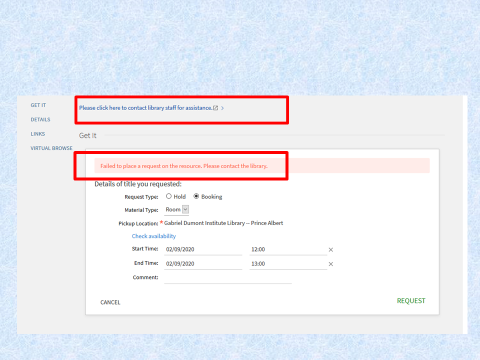 GET IT
DETAILS
LINKS
VIRTUAL BROWSE
Please click here to contact library staff for assistance.
Get it
Failed to place a request on the resource. Please contact the library.
Details of title you requested:
Request Type: Hold Booking
Material Type: Room
Pickup Location: * Gabriel Dumont Institute Library -- Prince Albert
Check availability
Start Time: 02/09/2020 12:00 ×
End Time: 02/09/2020 13:00 ×
Comment:
CANCEL REQUEST